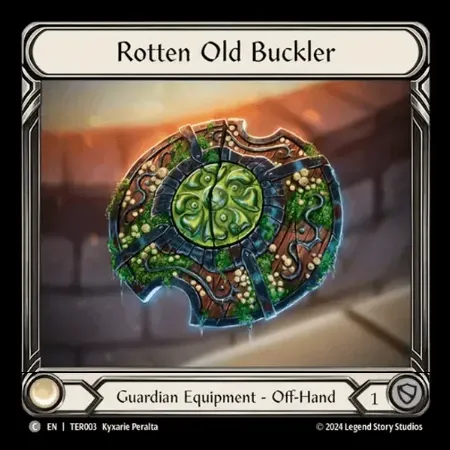 Rotten Old Buckler
Guardian Equipment - Off-Hand
1
C EN | TER003 Kyxarie Peralta
© 2024 Legend Story Studios